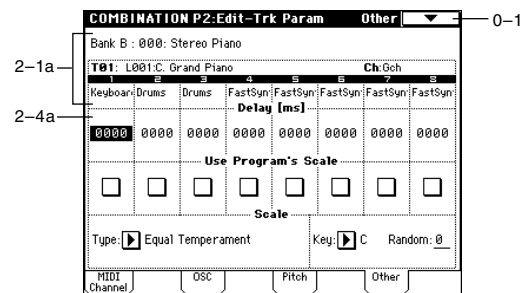 COMBINATION P2:Edit-Trk Param Other
0–1
Bank B : 000: Stereo Piano
2–1a
T01: L001:C. Grand Piano Ch:Gch
1 2 3 4 5 6 7 8
Keyboar Drums Drums FastSyn FastSyn FastSyn FastSyn FastSyn
Delay [ms]
2–4a
0000 0000 0000 0000 0000 0000 0000 0000
Use Program's Scale
Scale
Type: Equal Temperament Key: C Random: 0
MIDI Channel OSC Pitch Other